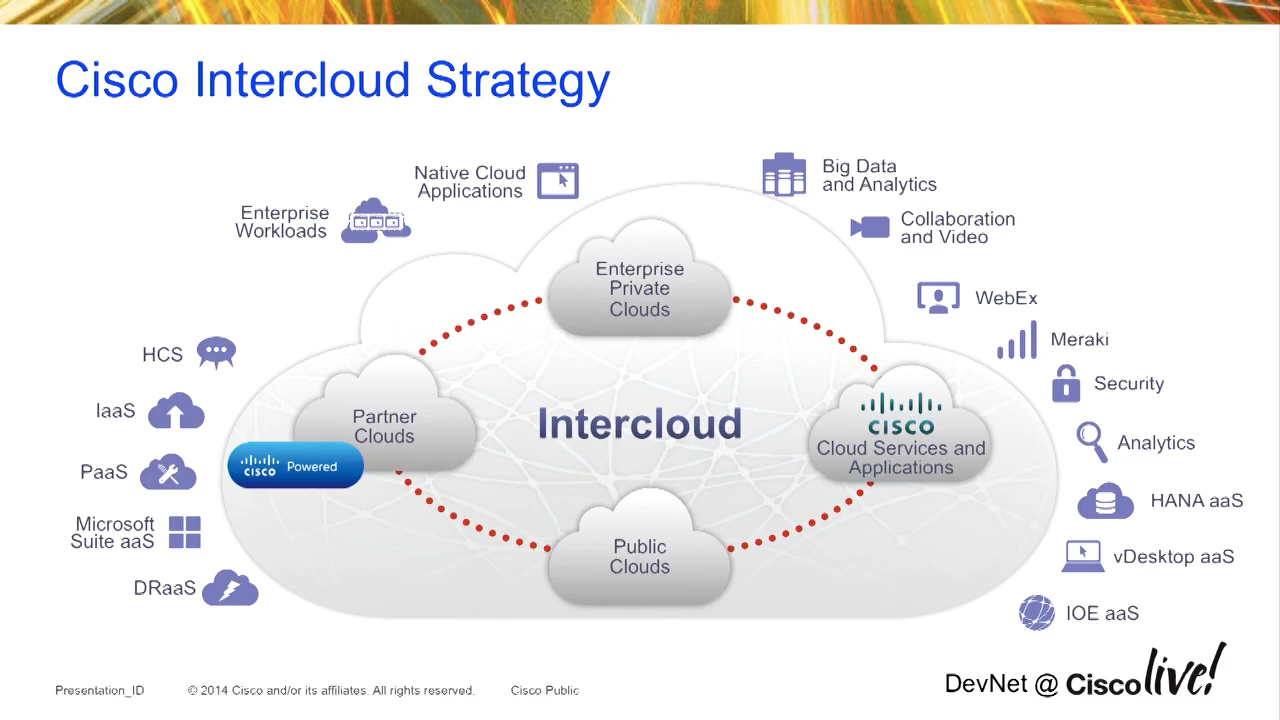 Cisco Intercloud Strategy
Native Cloud
Applications
Enterprise
Workloads
Big Data
and Analytics
Collaboration
and Video
Enterprise
Private
Clouds
WebEx
Meraki
HCS
Security
IaaS
Partner
Clouds
Intercloud
CISCO
Cloud Services and
Applications
Analytics
CISCO Powered
PaaS
HANA aaS
Microsoft
Suite aaS
Public
Clouds
vDesktop aaS
DRaaS
IOE aaS
Presentation_ID
© 2014 Cisco and/or its affiliates. All rights reserved.
Cisco Public
DevNet @ Cisco live!